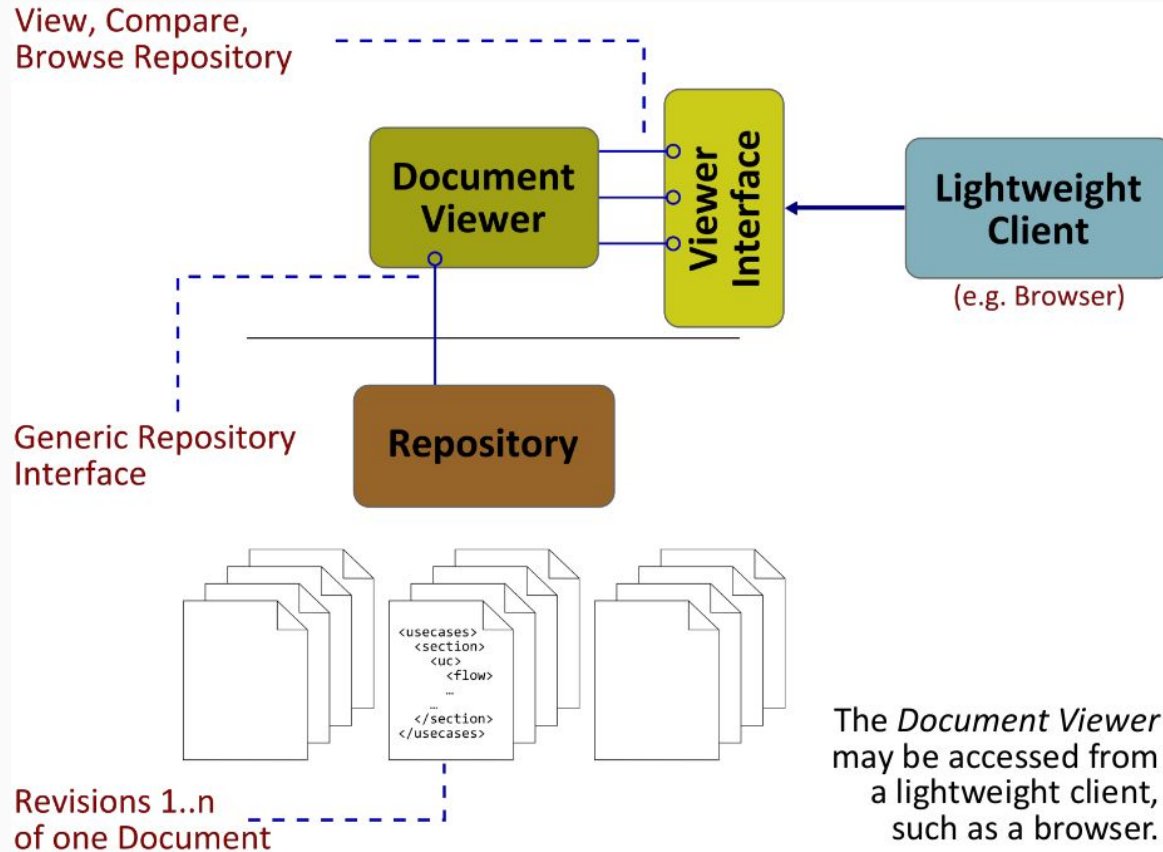 View, Compare,
Browse Repository
Document
Viewer
Viewer
Interface
Lightweight
Client
(e.g. Browser)
Generic Repository
Interface
Repository
<usecases>
<section>
<uc>
<flow>
…
…
</section>
</usecases>
Revisions 1..n
of one Document
The Document Viewer
may be accessed from
a lightweight client,
such as a browser.